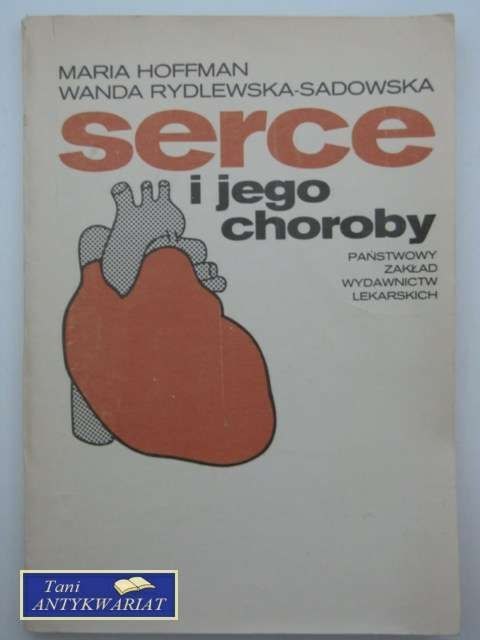 MARIA HOFFMAN
WANDA RYDLEWSKA-SADOWSKA
serce
i jego
choroby
PAŃSTWOWY
ZAKŁAD
WYDAWNICTW
LEKARSKICH
Tani
ANTYKWARIAT